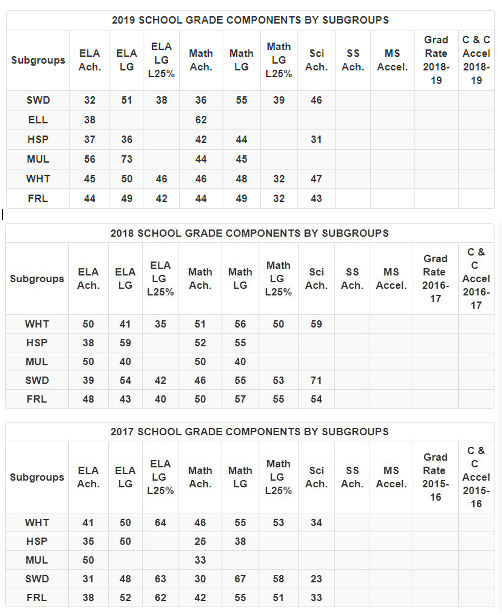 2019 SCHOOL GRADE COMPONENTS BY SUBGROUPS
Subgroups ELA Ach. ELA LG ELA LG L25% Math Ach. Math LG Math LG L25% Sci Ach. SS Ach. MS Accel. Grad Rate 2018-19 C & C Accel 2018-19
SWD 32 51 38 36 55 39 46
ELL 38 62
HSP 37 36 42 44 31
MUL 56 73 44 45
WHT 45 50 46 46 48 32 47
FRL 44 49 42 44 49 32 43
2018 SCHOOL GRADE COMPONENTS BY SUBGROUPS
Subgroups ELA Ach. ELA LG ELA LG L25% Math Ach. Math LG Math LG L25% Sci Ach. SS Ach. MS Accel. Grad Rate 2016-17 C & C Accel 2016-17
WHT 50 41 35 51 56 50 59
HSP 38 59 52 55
MUL 50 40 50 40
SWD 39 54 42 46 55 53 71
FRL 48 43 40 50 57 55 54
2017 SCHOOL GRADE COMPONENTS BY SUBGROUPS
Subgroups ELA Ach. ELA LG ELA LG L25% Math Ach. Math LG Math LG L25% Sci Ach. SS Ach. MS Accel. Grad Rate 2015-16 C & C Accel 2015-16
WHT 41 50 64 46 55 53 34
HSP 35 50 25 38
MUL 50 33
SWD 31 48 63 30 67 58 23
FRL 38 52 62 42 55 51 33